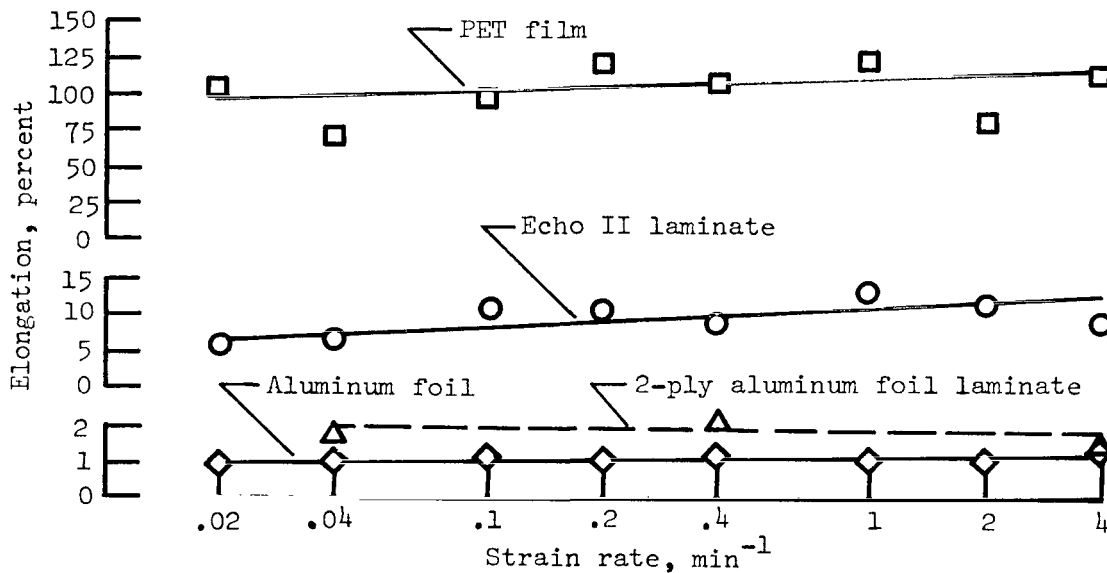 150
125
100
75
50
25
0
PET film
Elongation, percent
15
10
5
0
Echo II laminate
2
1
0
Aluminum foil
2-ply aluminum foil laminate
.02 .04 .1 .2 .4 1 2 4
Strain rate, min⁻¹